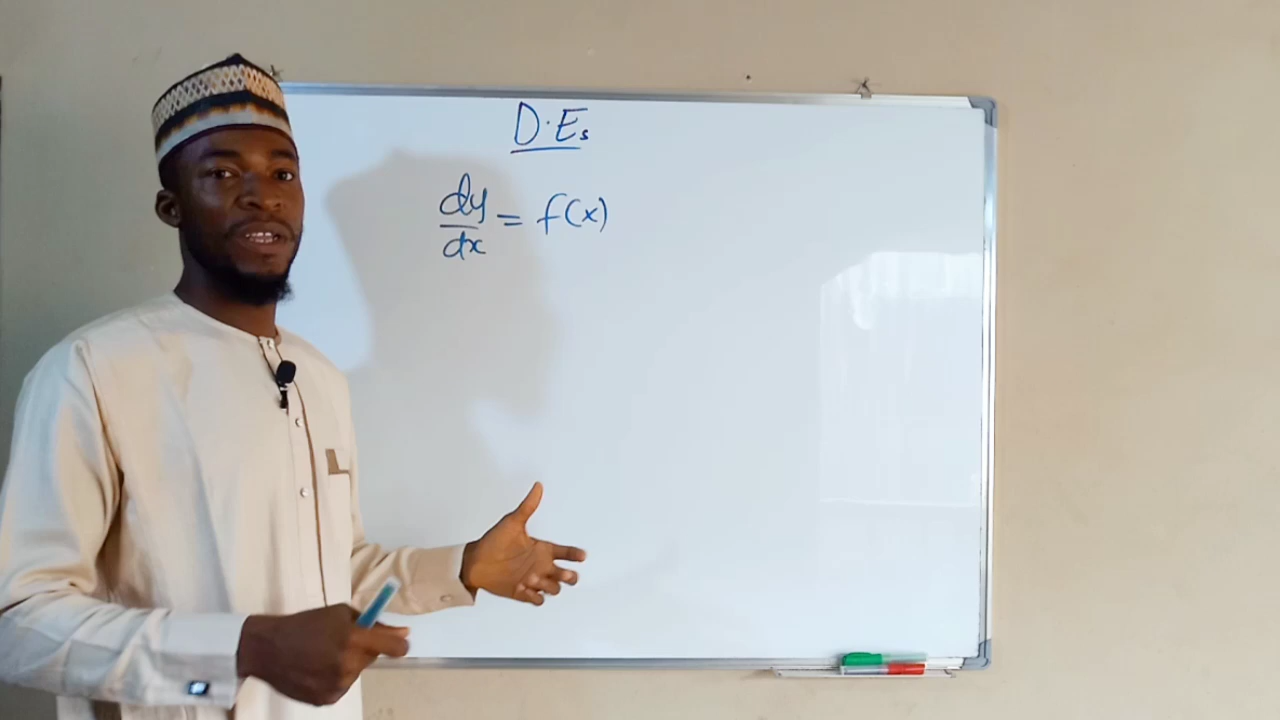 D.Es
dy/dx = f(x)